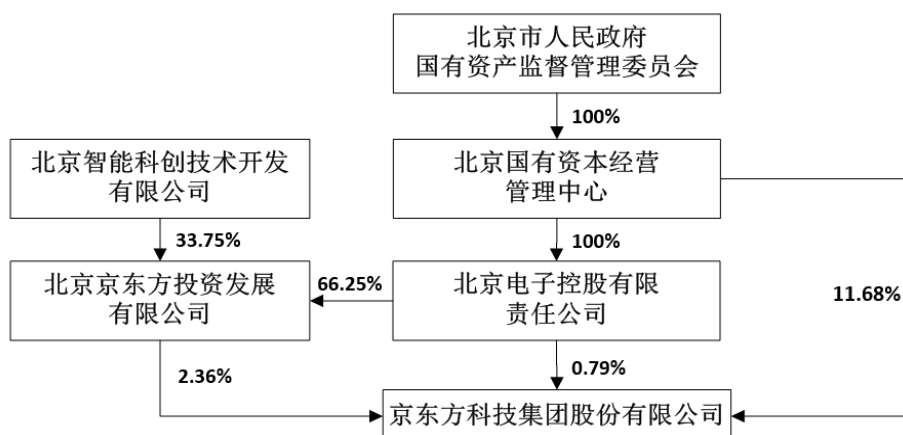 北京市人民政府
国有资产监督管理委员会
100%
北京智能科创技术开发
有限公司
北京国有资本经营
管理中心
33.75%
100%
北京京东方投资发展
有限公司
66.25%
北京电子控股有限
责任公司
11.68%
2.36%
0.79%
京东方科技集团股份有限公司